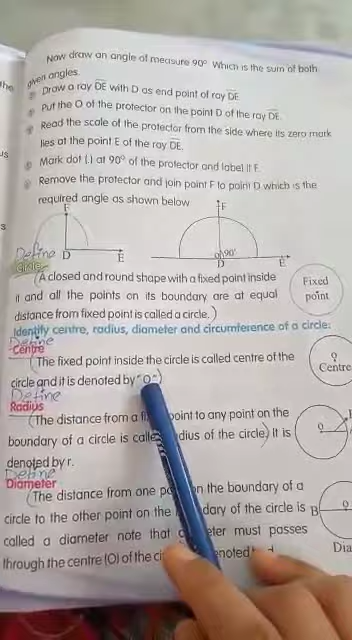 Now draw an angle of measure 90° Which is the sum of both
given angles.
Draw a ray DE with D as end point of ray DE
Put the O of the protector on the point D of the ray DE.
Read the scale of the protector from the side where its zero mark
lies at the point E of the ray DE.
Mark dot (.) at 90° of the protector and label it F.
Remove the protector and join point F to point D which is the
required angle as shown below
F
F
D
E
90°
D
E
Define
Circle:
(A closed and round shape with a fixed point inside
it and all the points on its boundary are at equal
distance from fixed point is called a circle.)
Fixed
point
Identify centre, radius, diameter and circumference of a circle:
Define
Centre
(The fixed point inside the circle is called centre of the
circle and it is denoted by "O")
O
Centre
Define
Radius
(The distance from a point to any point on the
boundary of a circle is called radius of the circle) It is
denoted by r.
O
Define
Diameter
(The distance from one on the boundary of a
circle to the other point on the boundary of the circle is
called a diameter note that must passes
through the centre (O) of the
B
O